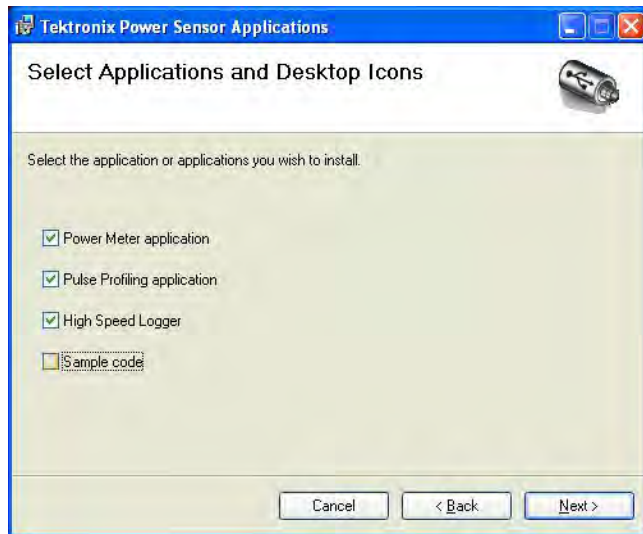 Tektronix Power Sensor Applications
Select Applications and Desktop Icons
Select the application or applications you wish to install.
Power Meter application
Pulse Profiling application
High Speed Logger
Sample code
Cancel
< Back
Next >